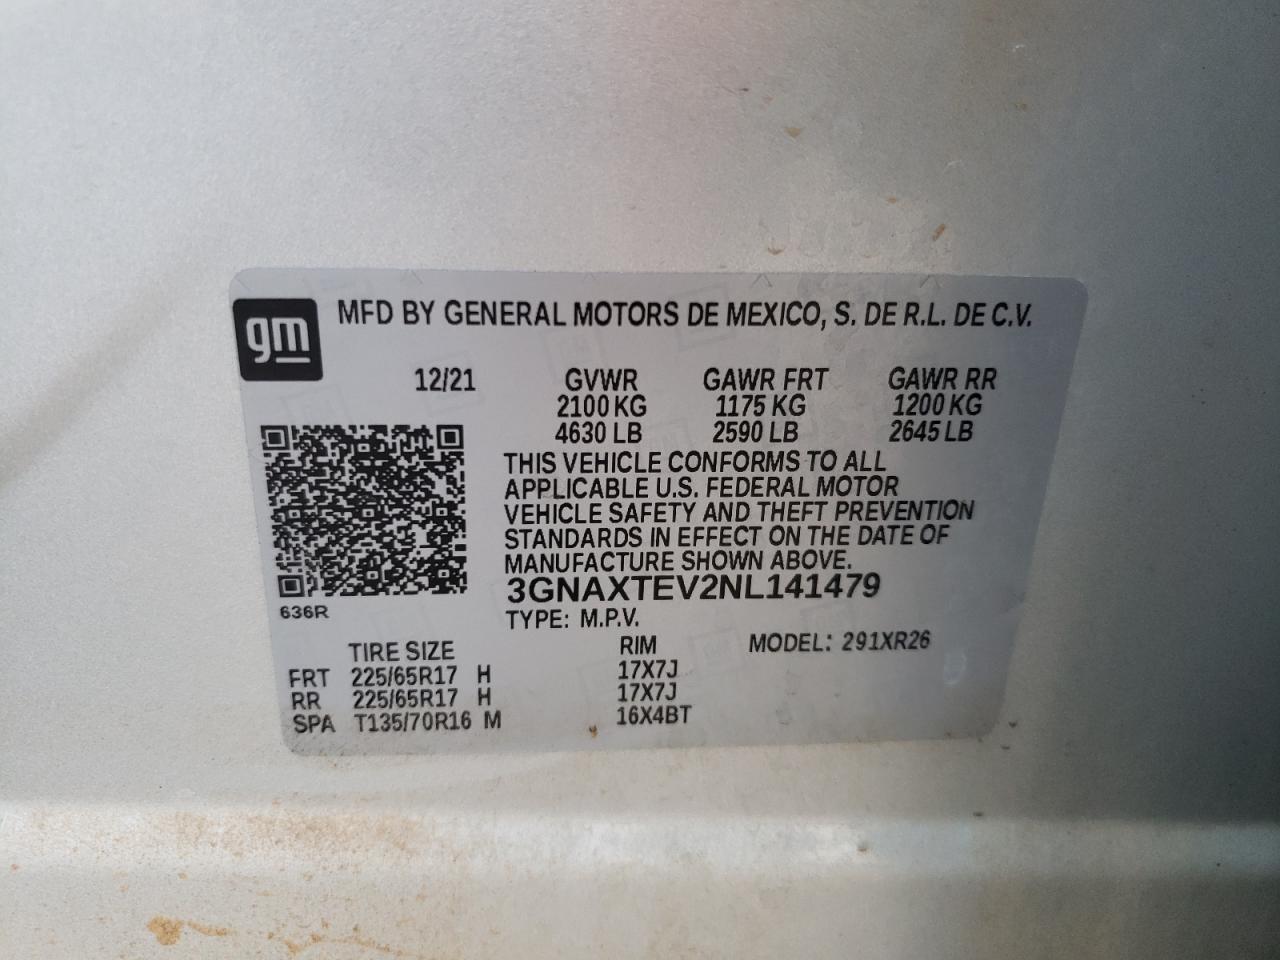 gm
MFD BY GENERAL MOTORS DE MEXICO, S. DE R.L. DE C.V.
12/21 GVWR GAWR FRT GAWR RR
2100 KG 1175 KG 1200 KG
4630 LB 2590 LB 2645 LB
THIS VEHICLE CONFORMS TO ALL
APPLICABLE U.S. FEDERAL MOTOR
VEHICLE SAFETY AND THEFT PREVENTION
STANDARDS IN EFFECT ON THE DATE OF
MANUFACTURE SHOWN ABOVE.
3GNAXTEV2NL141479
636R
TYPE: M.P.V.
TIRE SIZE RIM MODEL: 291XR26
FRT 225/65R17 H 17X7J
RR 225/65R17 H 17X7J
SPA T135/70R16 M 16X4BT